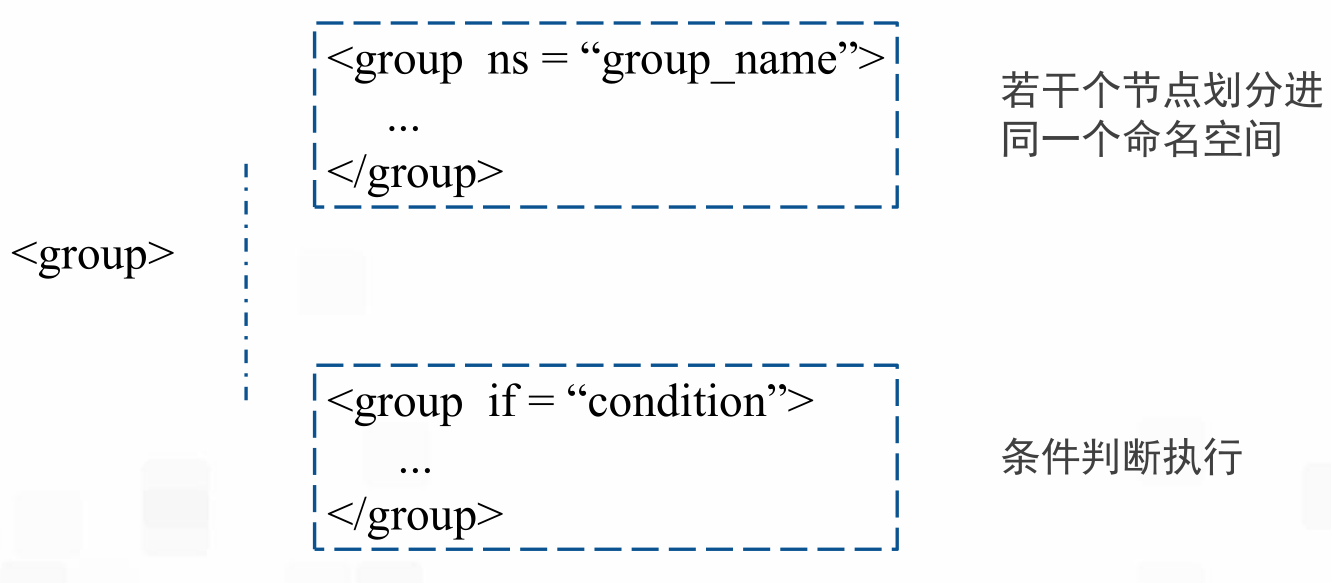 <group>
<group ns = “group_name”>
...
</group>
若干个节点划分进
同一个命名空间
<group if = “condition”>
...
</group>
条件判断执行